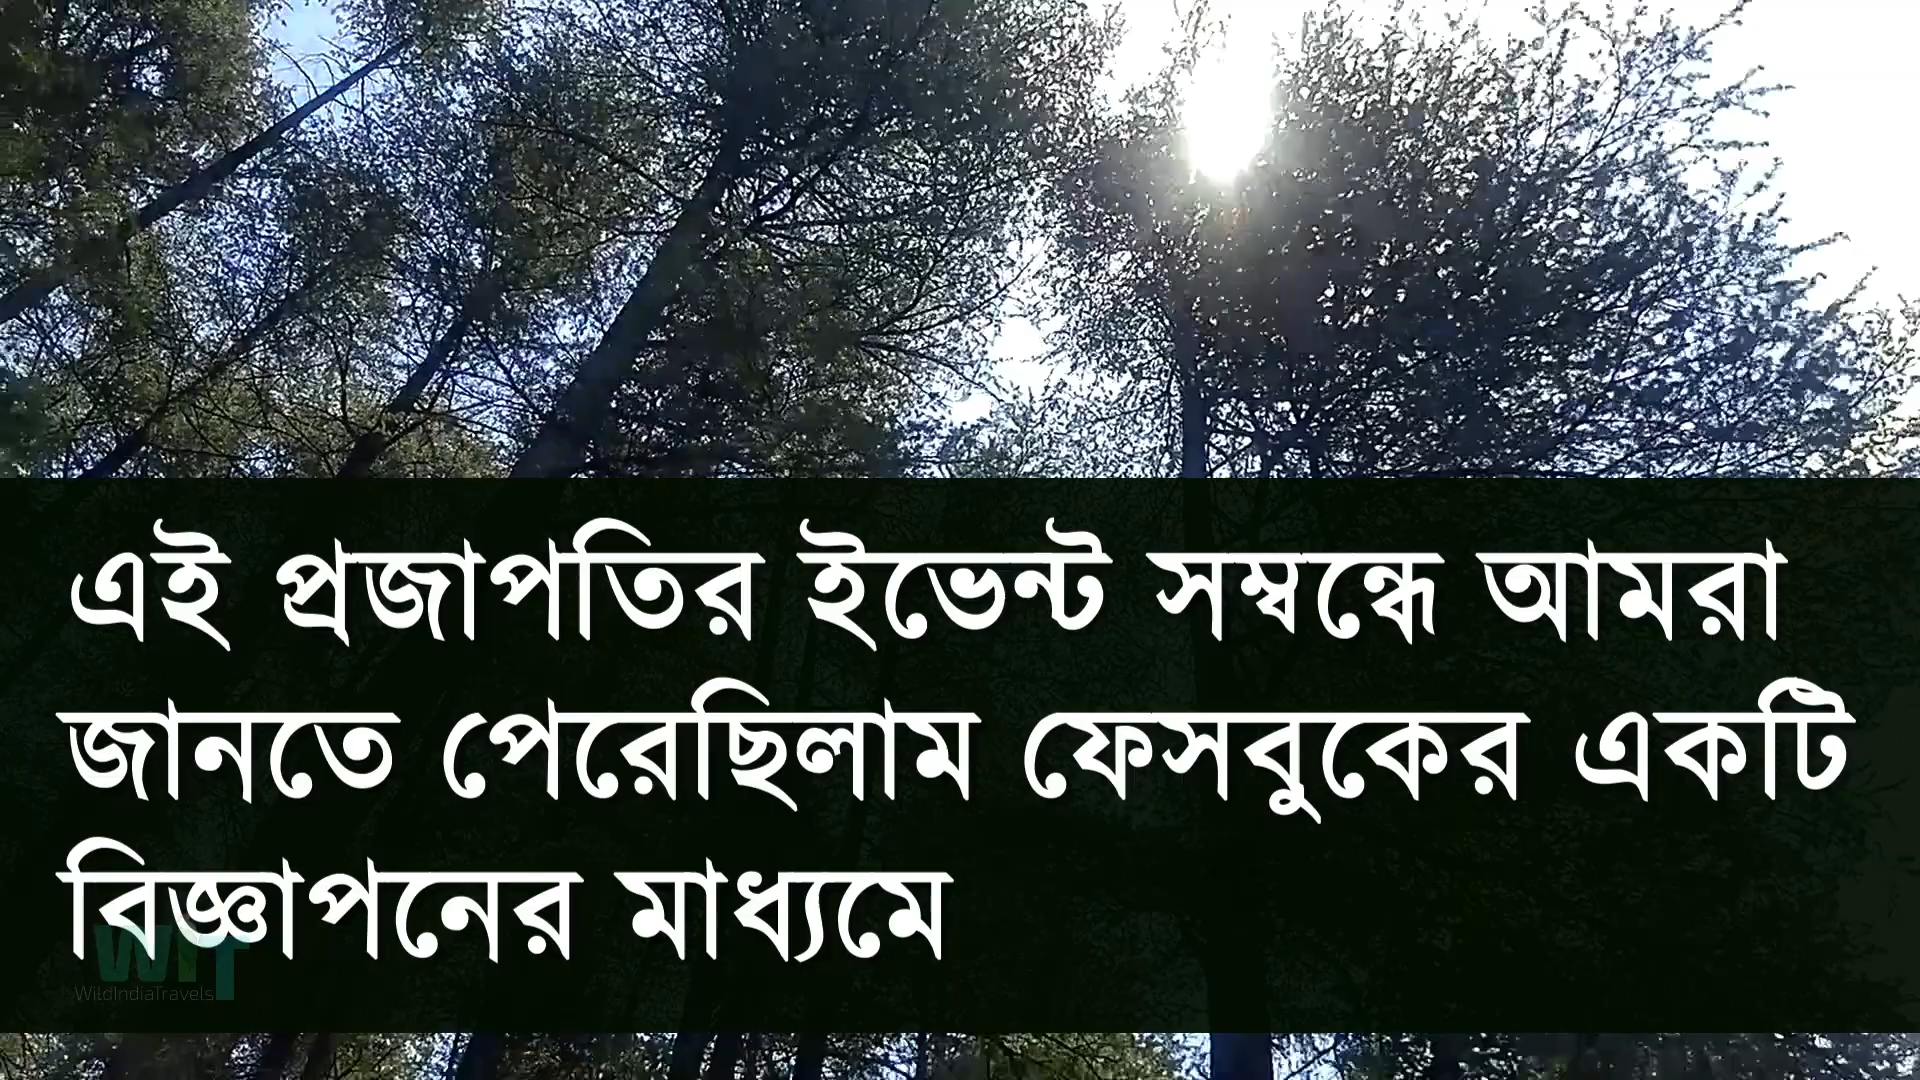 এই প্রজাপতির ইভেন্ট সম্বন্ধে আমরা
জানতে পেরেছিলাম ফেসবুকের একটি
বিজ্ঞাপনের মাধ্যমে
WIT
WildIndiaTravels